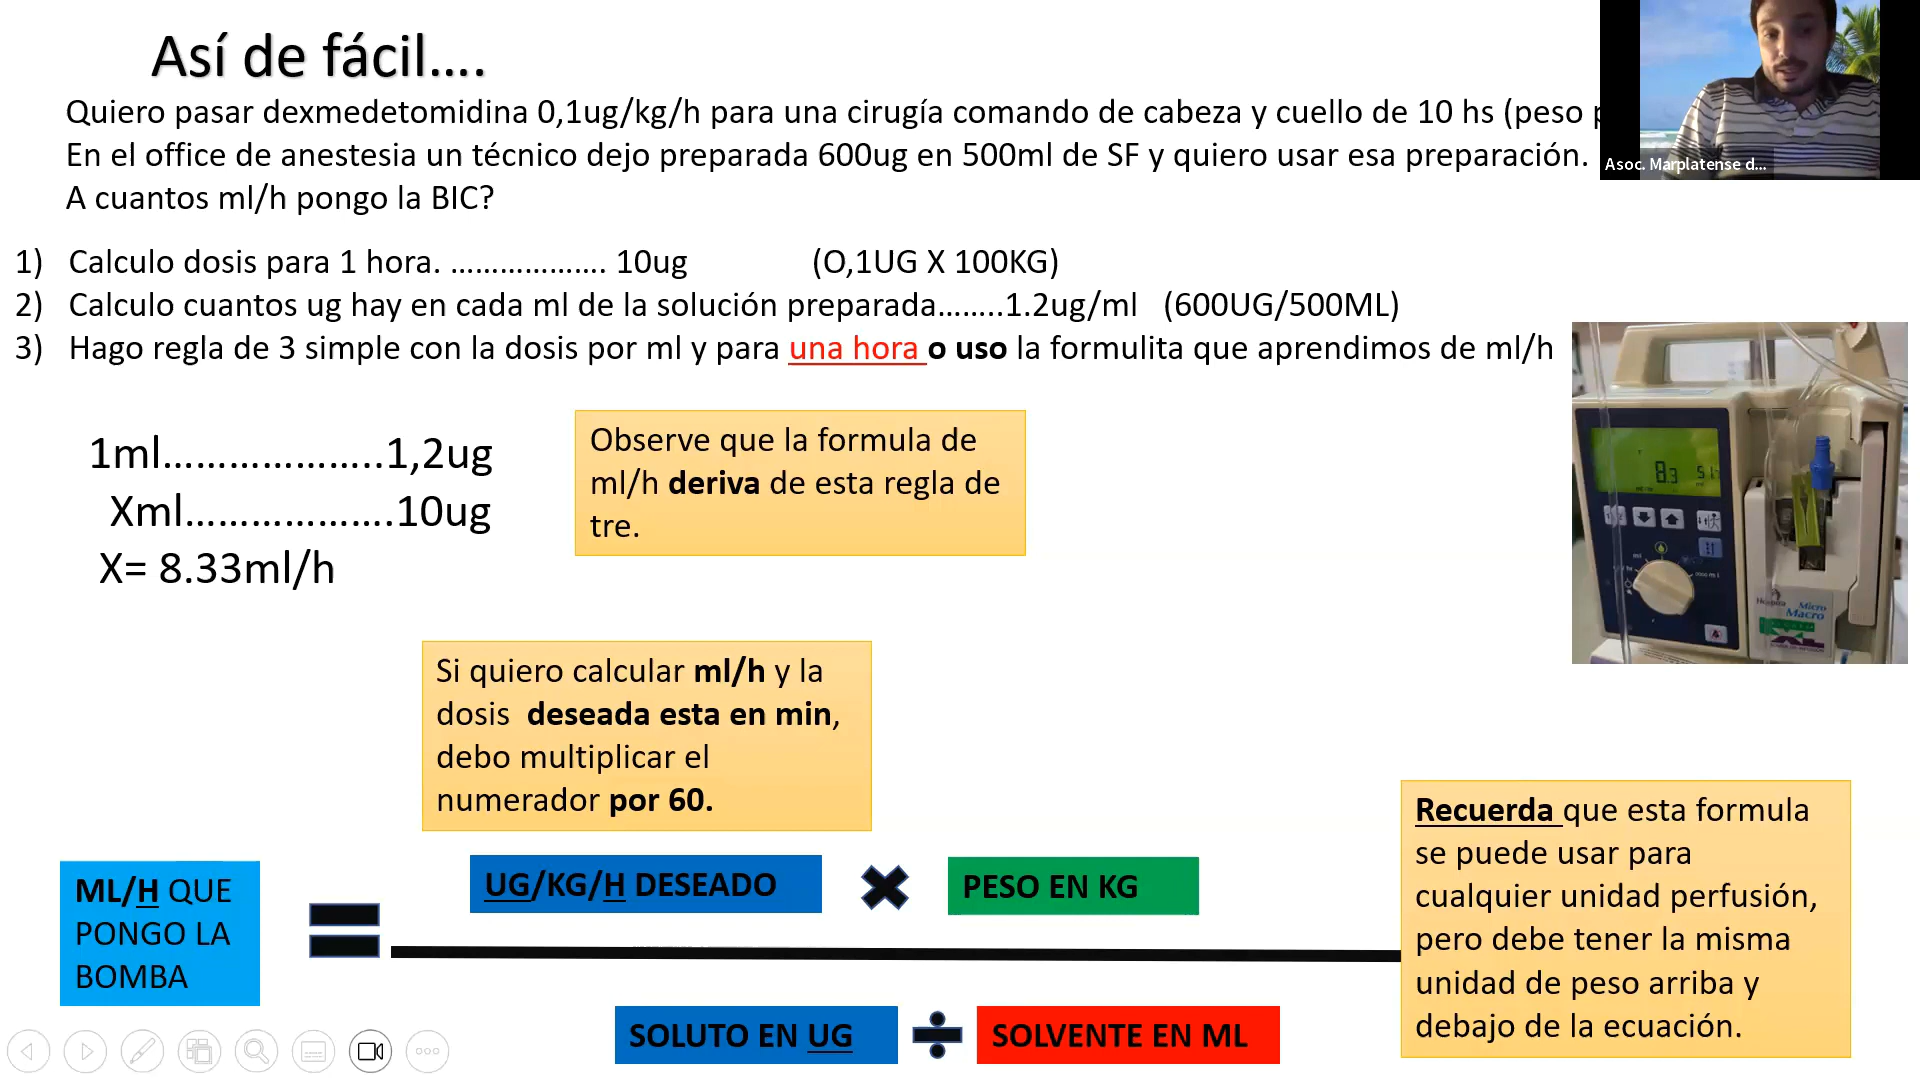 Así de fácil....
Quiero pasar dexmedetomidina 0,1ug/kg/h para una cirugía comando de cabeza y cuello de 10 hs (peso
En el office de anestesia un técnico dejo preparada 600ug en 500ml de SF y quiero usar esa preparación.
A cuantos ml/h pongo la BIC?
Asoc. Marplatense d...
1) Calculo dosis para 1 hora. ................... 10ug (O,1UG X 100KG)
2) Calculo cuantos ug hay en cada ml de la solución preparada........1.2ug/ml (600UG/500ML)
3) Hago regla de 3 simple con la dosis por ml y para una hora o uso la formulita que aprendimos de ml/h
1ml....................1,2ug
Xml...................10ug
X= 8.33ml/h
Observe que la formula de
ml/h deriva de esta regla de
tre.
8.3
Micro
Macro
Si quiero calcular ml/h y la
dosis deseada esta en min,
debo multiplicar el
numerador por 60.
Recuerda que esta formula
se puede usar para
cualquier unidad perfusión,
pero debe tener la misma
unidad de peso arriba y
debajo de la ecuación.
ML/H QUE
PONGO LA
BOMBA
=
UG/KG/H DESEADO × PESO EN KG
SOLUTO EN UG ÷ SOLVENTE EN ML